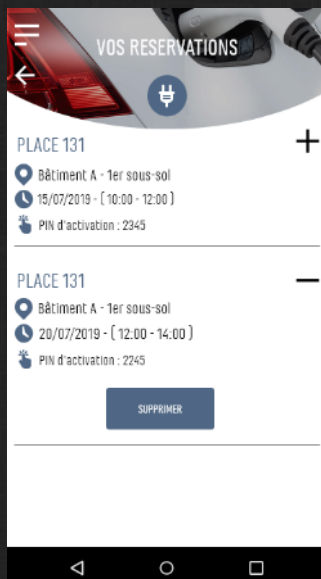 VOS RESERVATIONS
PLACE 131
Bâtiment A - 1er sous-sol
15/07/2019 - ( 10:00 - 12:00 )
PIN d'activation : 2345
PLACE 131
Bâtiment A - 1er sous-sol
20/07/2019 - ( 12:00 - 14:00 )
PIN d'activation : 2245
SUPPRIMER